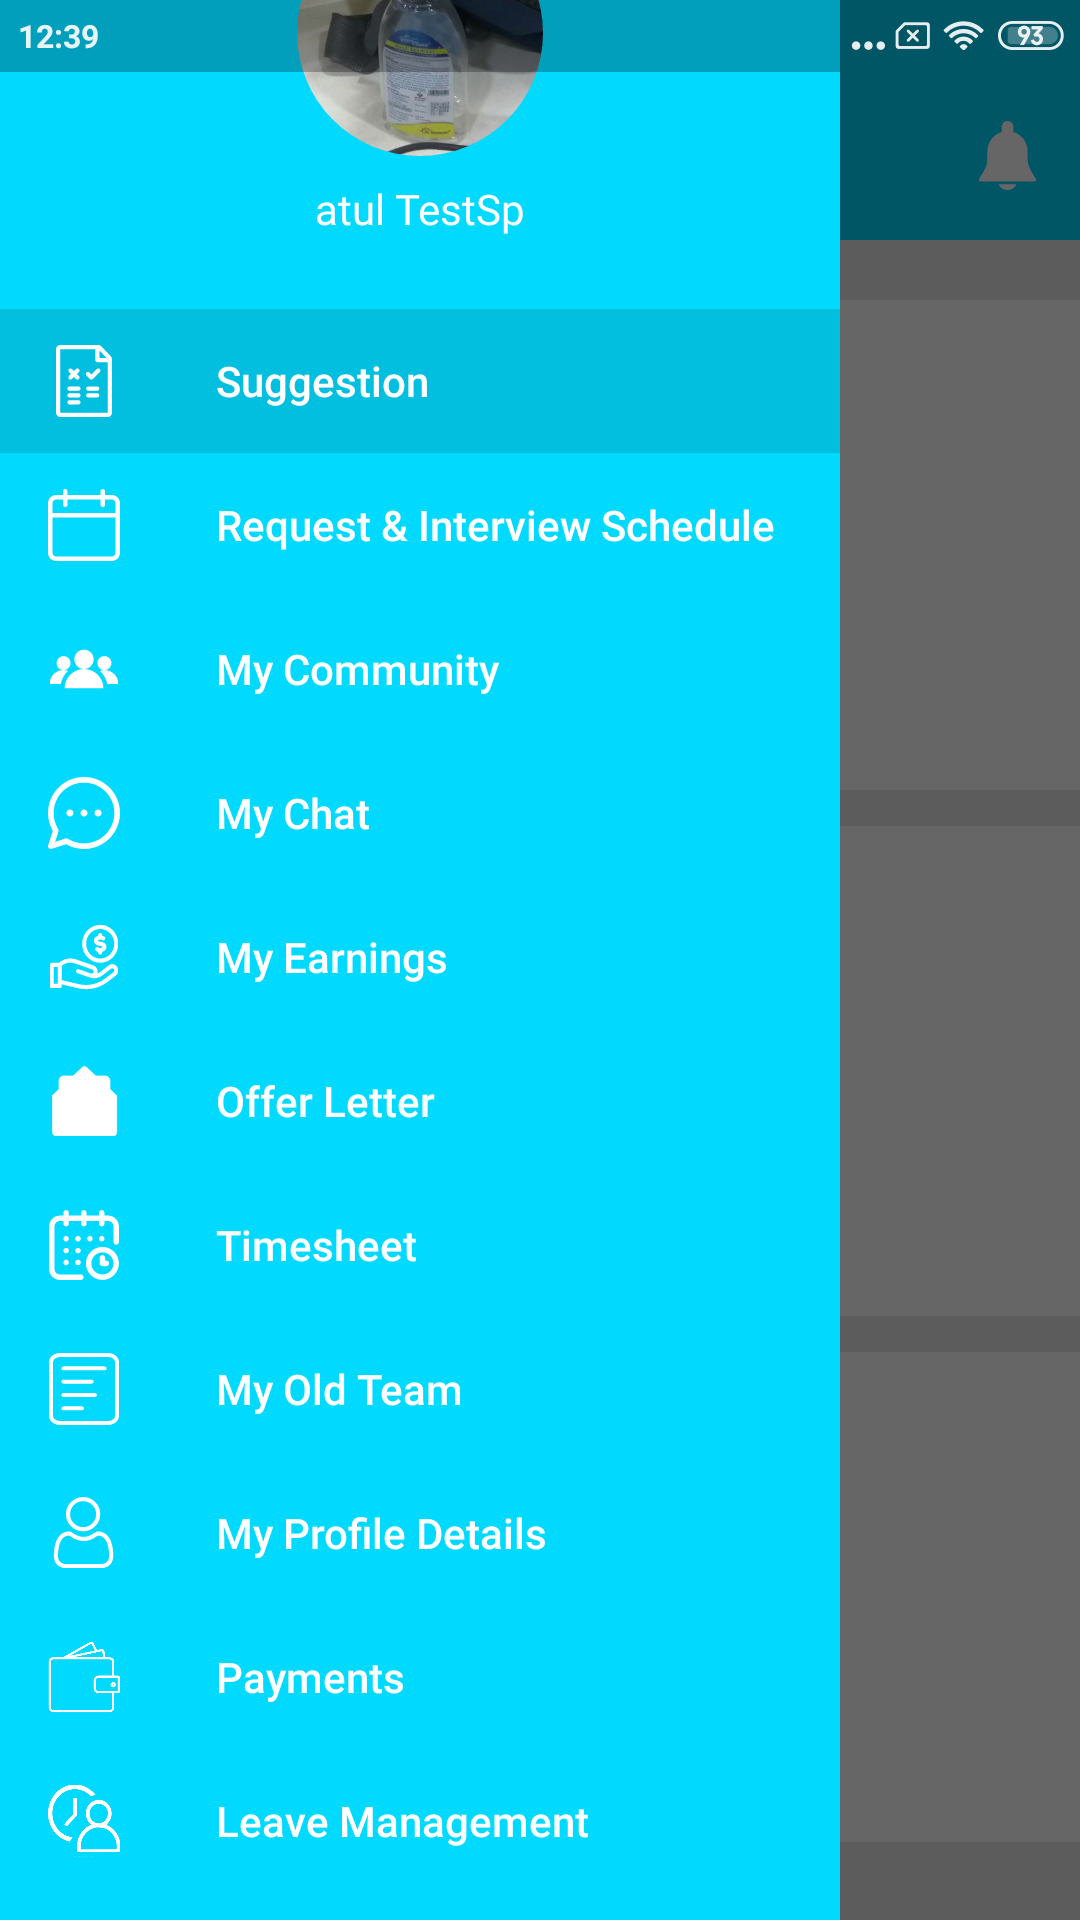 12:39
93
atul TestSp
Suggestion
Request & Interview Schedule
My Community
My Chat
My Earnings
Offer Letter
Timesheet
My Old Team
My Profile Details
Payments
Leave Management